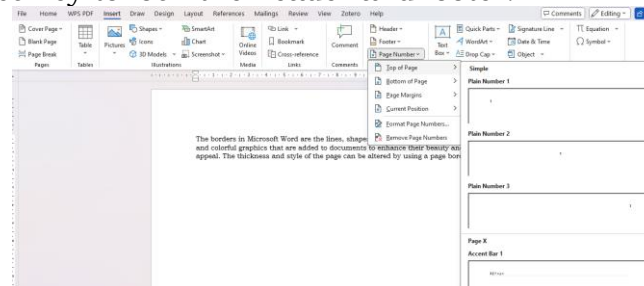 File Home WPS PDF Insert Draw Design Layout References Mailings Review View Zotero Help Comments Editing
Cover Page
Blank Page
Page Break
Pages
Table
Tables
Pictures
Shapes
Icons
3D Models
SmartArt
Chart
Screenshot
Illustrations
Online Videos
Media
Link
Bookmark
Cross-reference
Links
Comment
Comments
Header
Footer
Page Number
Text Box
Quick Parts
WordArt
Drop Cap
Signature Line
Date & Time
Object
Equation
Symbol
Top of Page
Bottom of Page
Page Margins
Current Position
Format Page Numbers...
Remove Page Numbers
Simple
Plain Number 1
Plain Number 2
Plain Number 3
Page X
Accent Bar 1
The borders in Microsoft Word are the lines, shape
and colorful graphics that are added to documents to enhance their beauty an
appeal. The thickness and style of the page can be altered by using a page bor